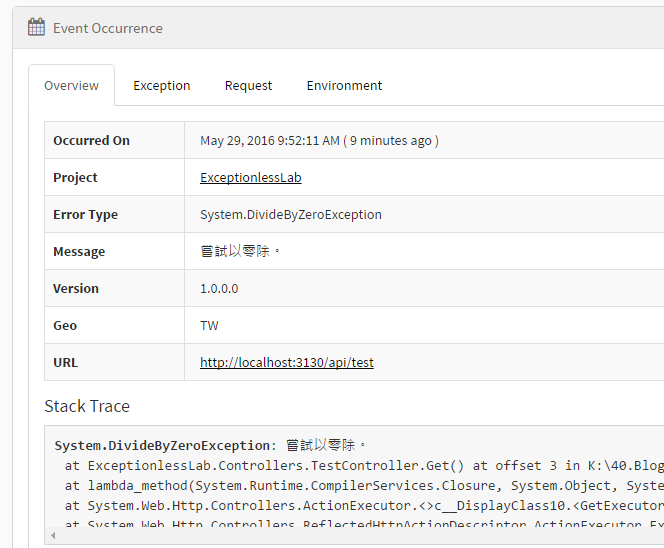 Event Occurrence
Overview Exception Request Environment
Occurred On May 29, 2016 9:52:11 AM ( 9 minutes ago )
Project ExceptionlessLab
Error Type System.DivideByZeroException
Message 嘗試以零除。
Version 1.0.0.0
Geo TW
URL http://localhost:3130/api/test
Stack Trace
System.DivideByZeroException: 嘗試以零除。
at ExceptionlessLab.Controllers.TestController.Get() at offset 3 in K:\40.Blog
at lambda_method(System.Runtime.CompilerServices.Closure, System.Object, Syste
at System.Web.Http.Controllers.ActionExecutor.<>c__DisplayClass10.<GetExecutor
at System.Web.Http.Controllers.ReflectedHttpActionDescriptor.ActionExecutor.Ex